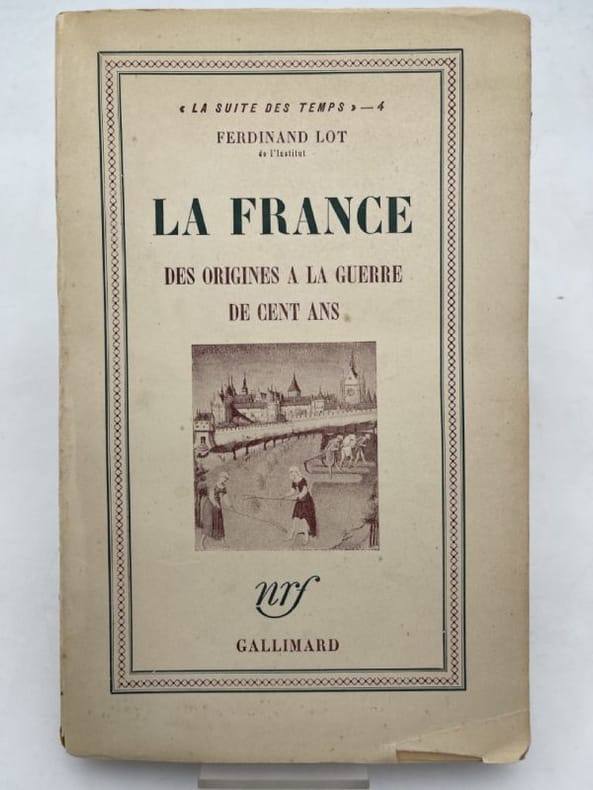 « LA SUITE DES TEMPS » — 4
FERDINAND LOT
de l'Institut
LA FRANCE
DES ORIGINES A LA GUERRE
DE CENT ANS
nrf
GALLIMARD